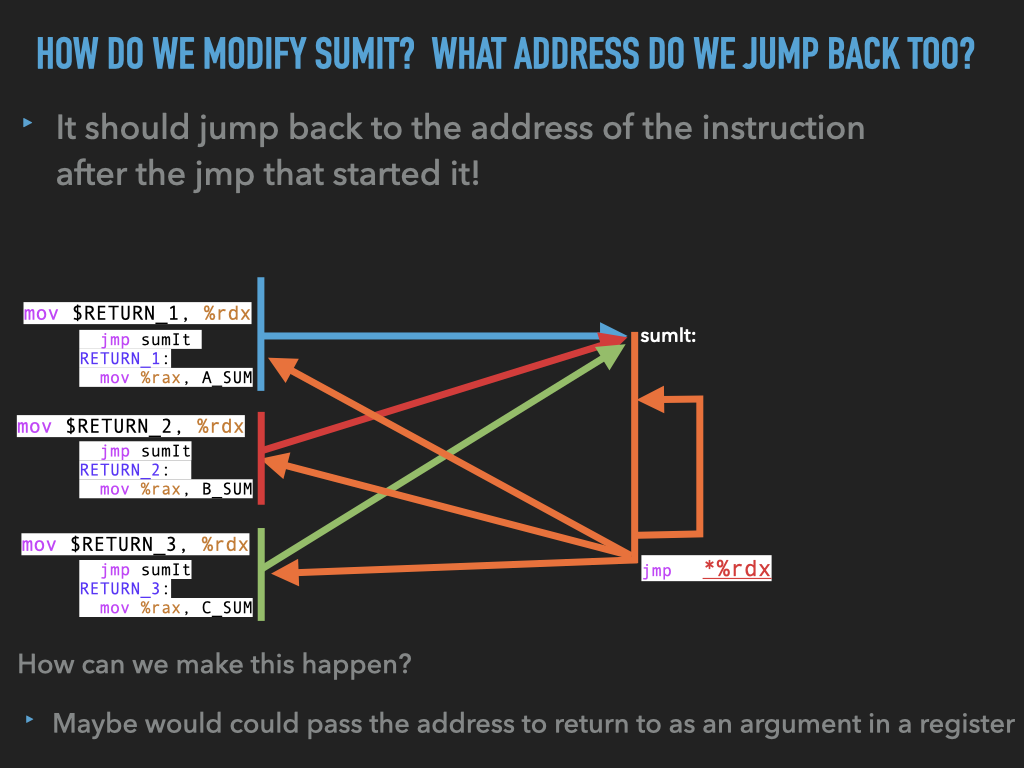 HOW DO WE MODIFY SUMIT? WHAT ADDRESS DO WE JUMP BACK TOO?
‣ It should jump back to the address of the instruction
after the jmp that started it!
mov $RETURN_1, %rdx
jmp sumIt
RETURN_1:
mov %rax, A_SUM
mov $RETURN_2, %rdx
jmp sumIt
RETURN_2:
mov %rax, B_SUM
mov $RETURN_3, %rdx
jmp sumIt
RETURN_3:
mov %rax, C_SUM
sumIt:
jmp *%rdx
How can we make this happen?
‣ Maybe would could pass the address to return to as an argument in a register